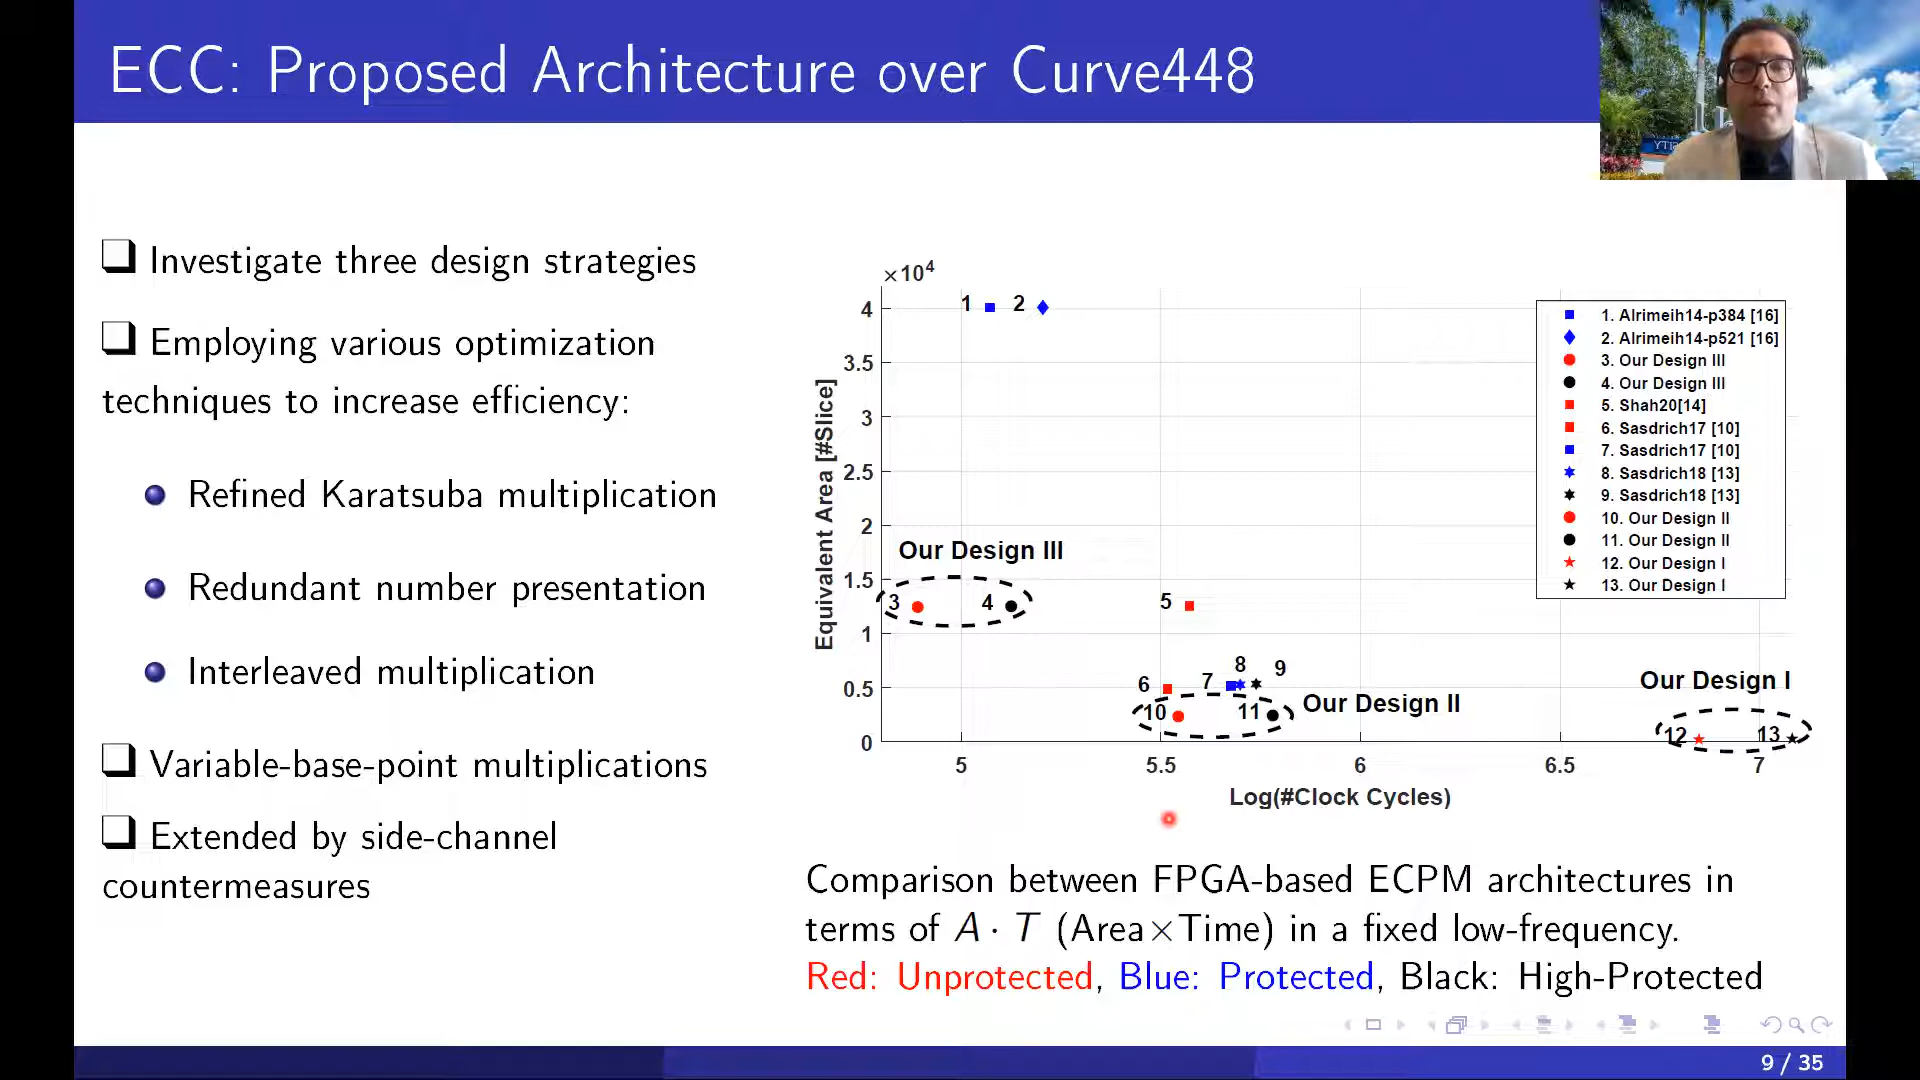 ECC: Proposed Architecture over Curve448
Investigate three design strategies
Employing various optimization
techniques to increase efficiency:
Refined Karatsuba multiplication
Redundant number presentation
Interleaved multiplication
Variable-base-point multiplications
Extended by side-channel
countermeasures
×10⁴
4
3.5
3
2.5
2
1.5
1
0.5
0
Equivalent Area [#Slice]
1
2
Our Design III
3
4
5
6
7
8
9
10
11
Our Design II
Our Design I
12
13
5
5.5
6
6.5
7
Log(#Clock Cycles)
1. Alrimeih14-p384 [16]
2. Alrimeih14-p521 [16]
3. Our Design III
4. Our Design III
5. Shah20[14]
6. Sasdrich17 [10]
7. Sasdrich17 [10]
8. Sasdrich18 [13]
9. Sasdrich18 [13]
10. Our Design II
11. Our Design II
12. Our Design I
13. Our Design I
Comparison between FPGA-based ECPM architectures in
terms of A · T (Area×Time) in a fixed low-frequency.
Red: Unprotected, Blue: Protected, Black: High-Protected
9 / 35